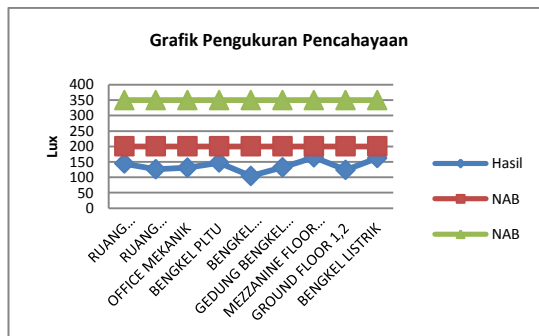 Grafik Pengukuran Pencahayaan
400
350
300
250
200
150
100
50
0
Lux
RUANG…
RUANG…
OFFICE MEKANIK
BENGKEL PLTU
BENGKEL…
GEDUNG BENGKEL…
MEZZANINE FLOOR…
GROUND FLOOR 1,2
BENGKEL LISTRIK
Hasil
NAB
NAB